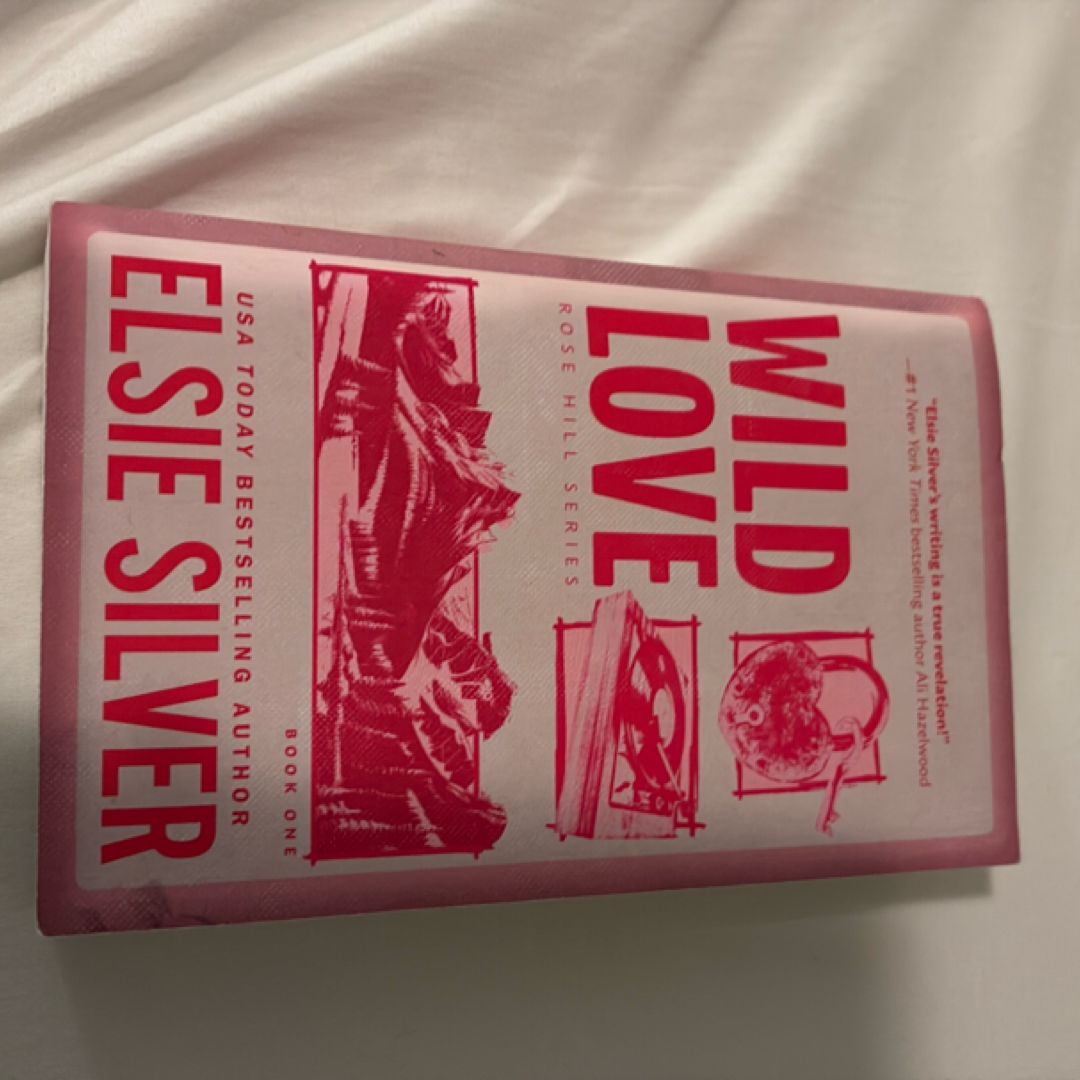 "Elsie Silver's writing is a true revelation!"
—#1 New York Times bestselling author Ali Hazelwood
WILD
LOVE
ROSE HILL SERIES
BOOK ONE
USA TODAY BESTSELLING AUTHOR
ELSIE SILVER